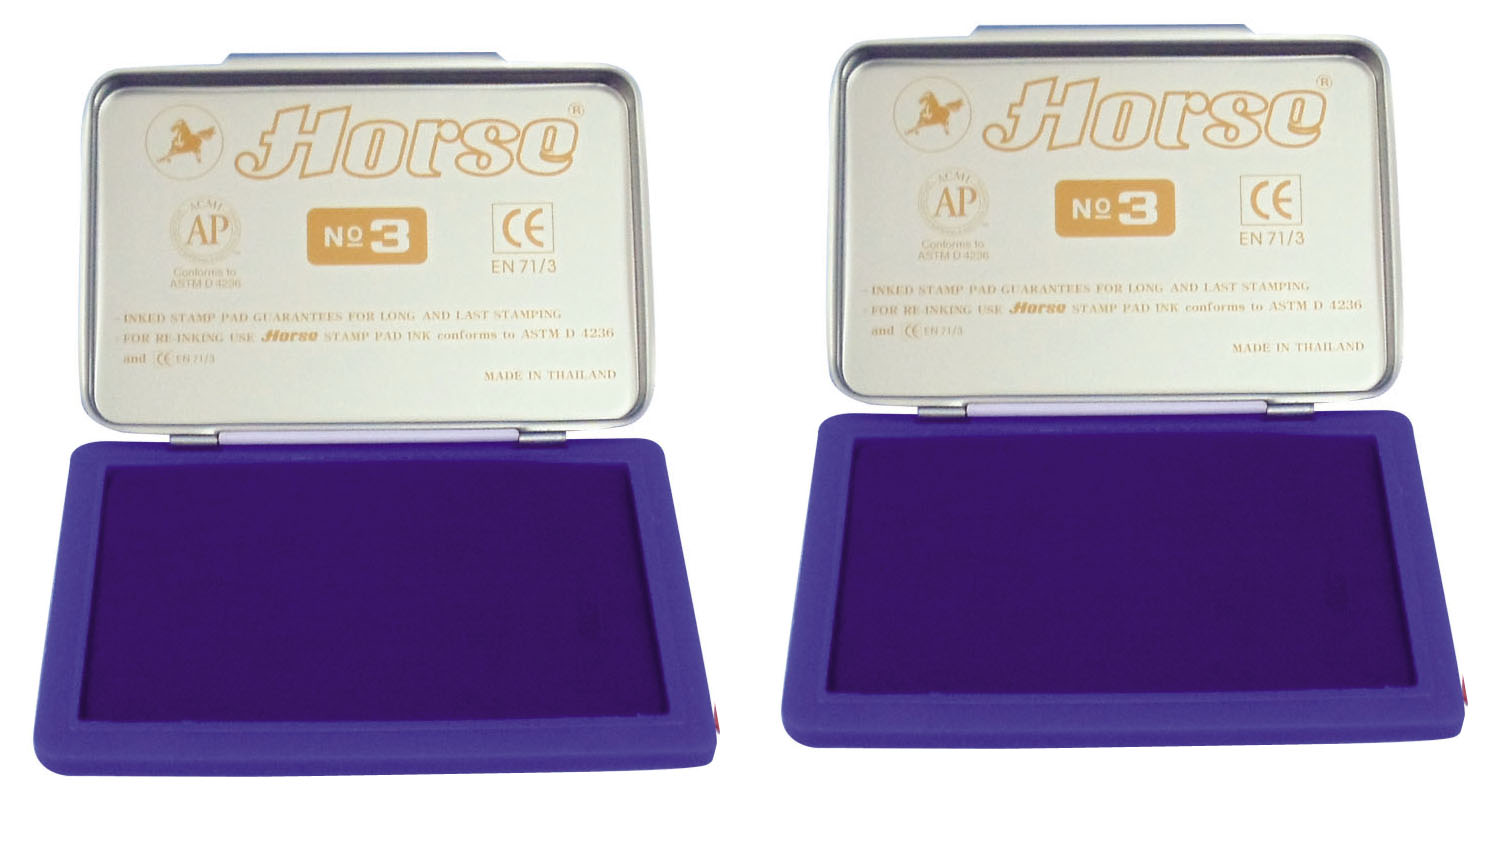 Horse®
ACMI
AP
Conforms to
ASTM D 4236
No 3
CE
EN 71/3
INKED STAMP PAD GUARANTEES FOR LONG AND LAST STAMPING
FOR RE-INKING USE Horse STAMP PAD INK conforms to ASTM D 4236
and CE EN 71/3
MADE IN THAILAND
Horse®
ACMI
AP
Conforms to
ASTM D 4236
No 3
CE
EN 71/3
INKED STAMP PAD GUARANTEES FOR LONG AND LAST STAMPING
FOR RE-INKING USE Horse STAMP PAD INK conforms to ASTM D 4236
and CE EN 71/3
MADE IN THAILAND